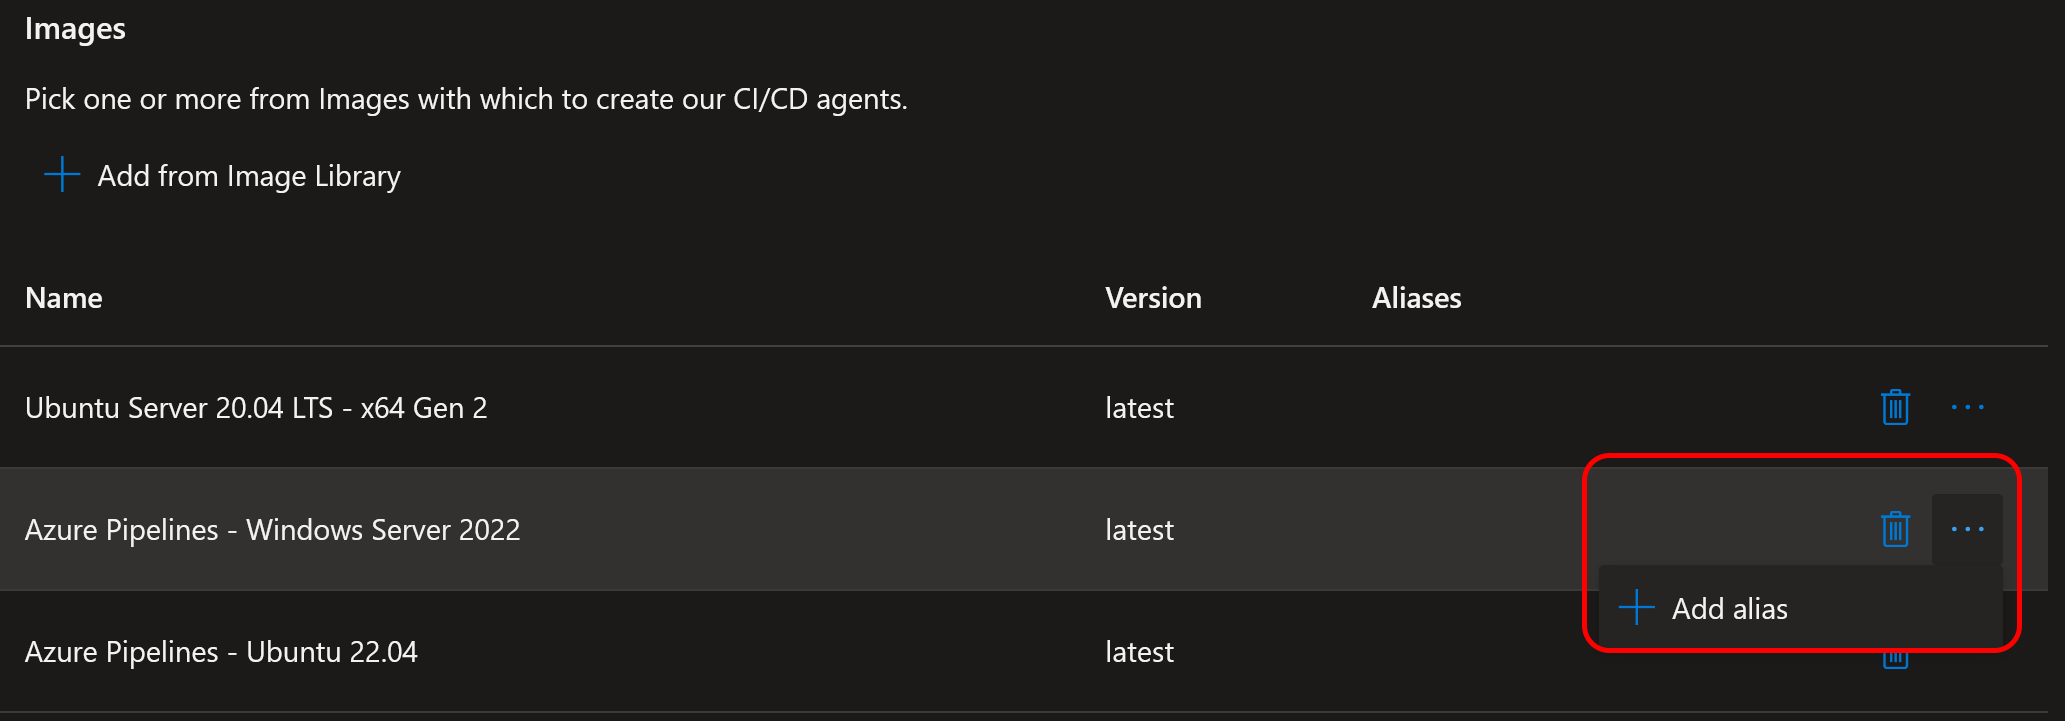 Images
Pick one or more from Images with which to create our CI/CD agents.
Add from Image Library
Name Version Aliases
Ubuntu Server 20.04 LTS - x64 Gen 2 latest
Azure Pipelines - Windows Server 2022 latest
Add alias
Azure Pipelines - Ubuntu 22.04 latest